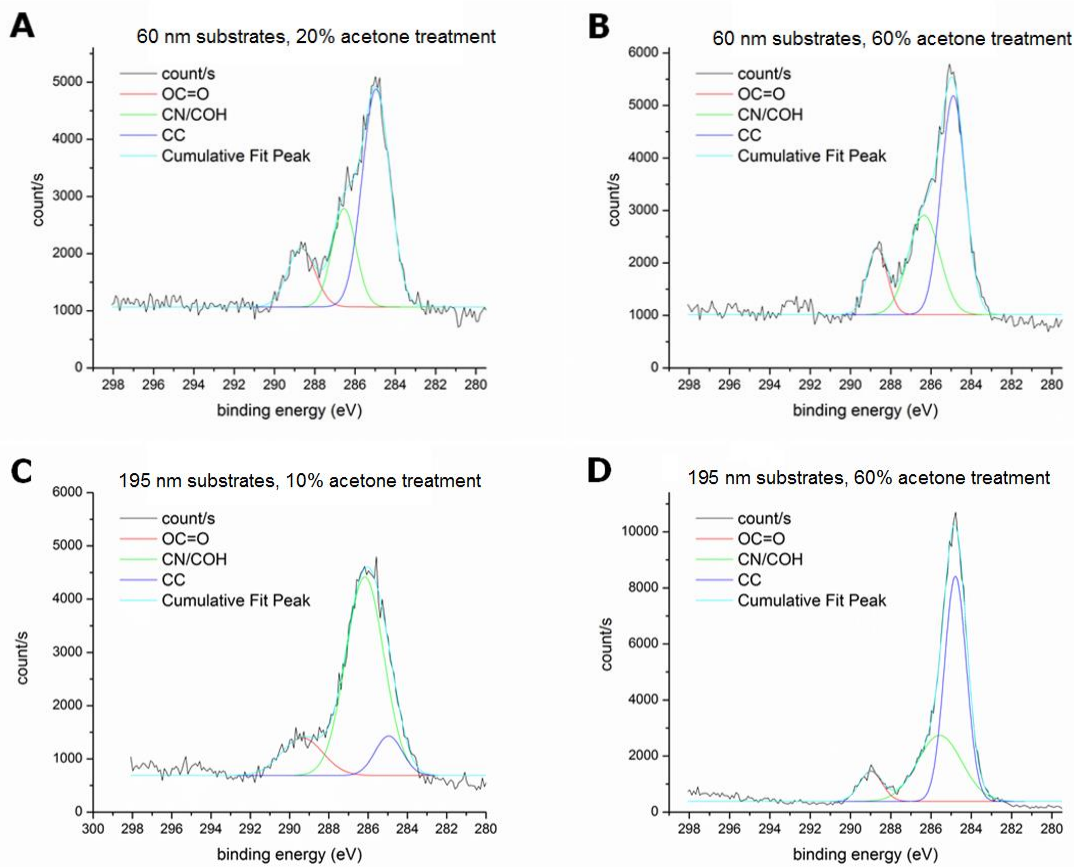 A
60 nm substrates, 20% acetone treatment
count/s
OC=O
CN/COH
CC
Cumulative Fit Peak
5000
4000
3000
2000
1000
0
count/s
298 296 294 292 290 288 286 284 282 280
binding energy (eV)
B
60 nm substrates, 60% acetone treatment
count/s
OC=O
CN/COH
CC
Cumulative Fit Peak
6000
5000
4000
3000
2000
1000
0
count/s
298 296 294 292 290 288 286 284 282 280
binding energy (eV)
C
195 nm substrates, 10% acetone treatment
count/s
OC=O
CN/COH
CC
Cumulative Fit Peak
6000
5000
4000
3000
2000
1000
0
count/s
300 298 296 294 292 290 288 286 284 282 280
binding energy (eV)
D
195 nm substrates, 60% acetone treatment
count/s
OC=O
CN/COH
CC
Cumulative Fit Peak
10000
8000
6000
4000
2000
0
count/s
298 296 294 292 290 288 286 284 282 280
binding energy (eV)